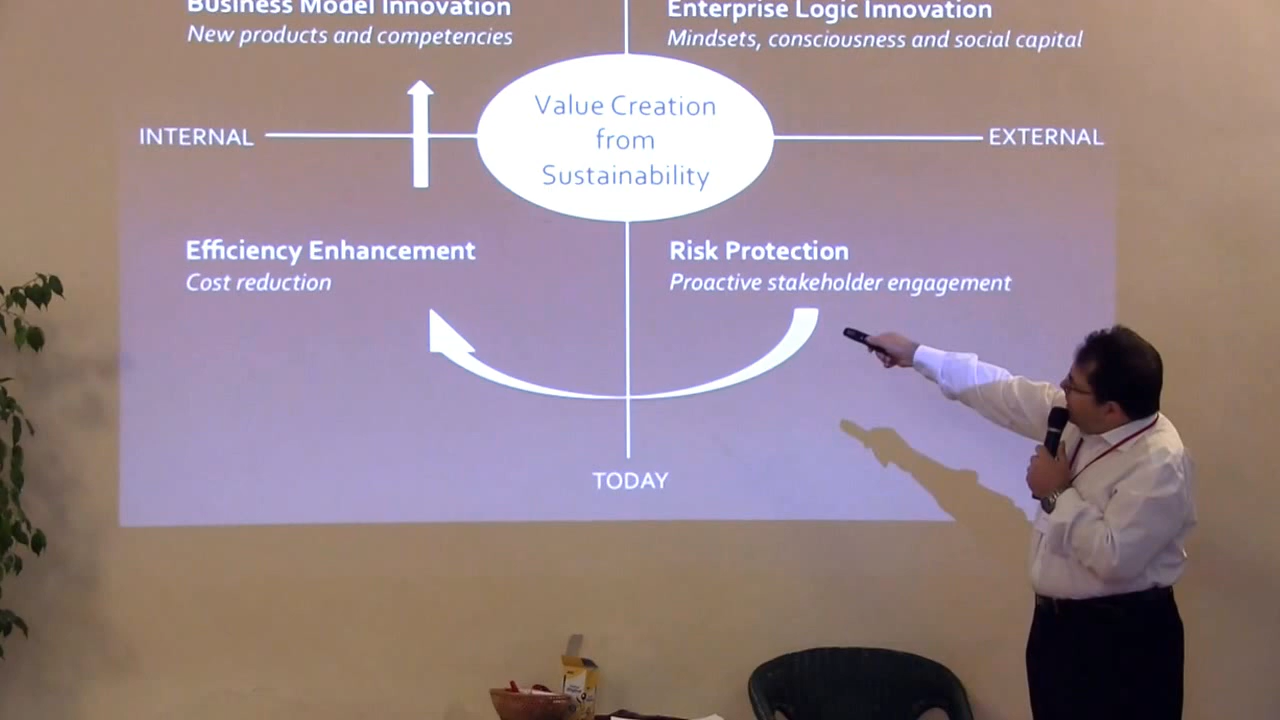 Business Model Innovation
New products and competencies
Enterprise Logic Innovation
Mindsets, consciousness and social capital
INTERNAL
Value Creation
from
Sustainability
EXTERNAL
Efficiency Enhancement
Cost reduction
Risk Protection
Proactive stakeholder engagement
TODAY